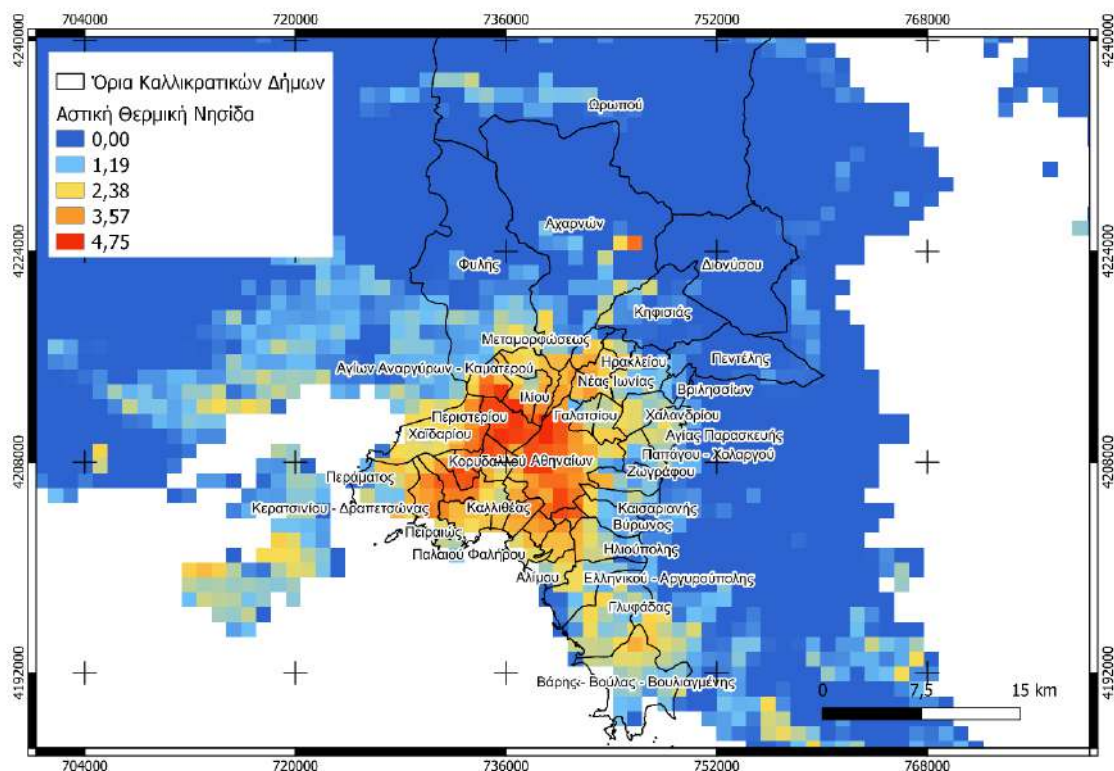 704000 720000 736000 752000 768000
4240000 4240000
Όρια Καλλικρατικών Δήμων
Αστική Θερμική Νησίδα
0,00
1,19
2,38
3,57
4,75
Ωρωπού
Αχαρνών
4224000 4224000
Φυλής
Διονύσου
Κηφισιάς
Μεταμορφώσεως
Ηρακλείου
Πεντέλης
Αγίων Αναργύρων - Καματερού
Νέας Ιωνίας
Βριλησσίων
Ιλίου
Περιστερίου
Γαλατσίου
Χαλανδρίου
Χαϊδαρίου
Αγίας Παρασκευής
Παπάγου - Χολαργού
4208000 4208000
Κορυδαλλού
Αθηναίων
Ζωγράφου
Περάματος
Κερατσινίου - Δραπετσώνας
Καλλιθέας
Καισαριανής
Βύρωνος
Πειραιώς
Παλαιού Φαλήρου
Ηλιούπολης
Αλίμου
Ελληνικού - Αργυρούπολης
Γλυφάδας
4192000 4192000
Βάρης - Βούλας - Βουλιαγμένης
0 7,5 15 km
704000 720000 736000 752000 768000